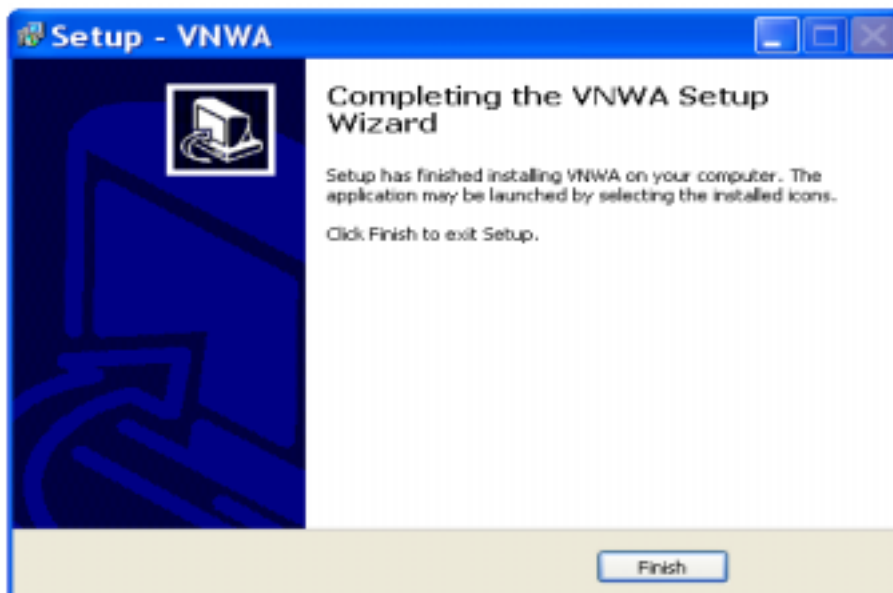 Setup - VNWA
Completing the VNWA Setup
Wizard
Setup has finished installing VNWA on your computer. The
application may be launched by selecting the installed icons.
Click Finish to exit Setup.
Finish